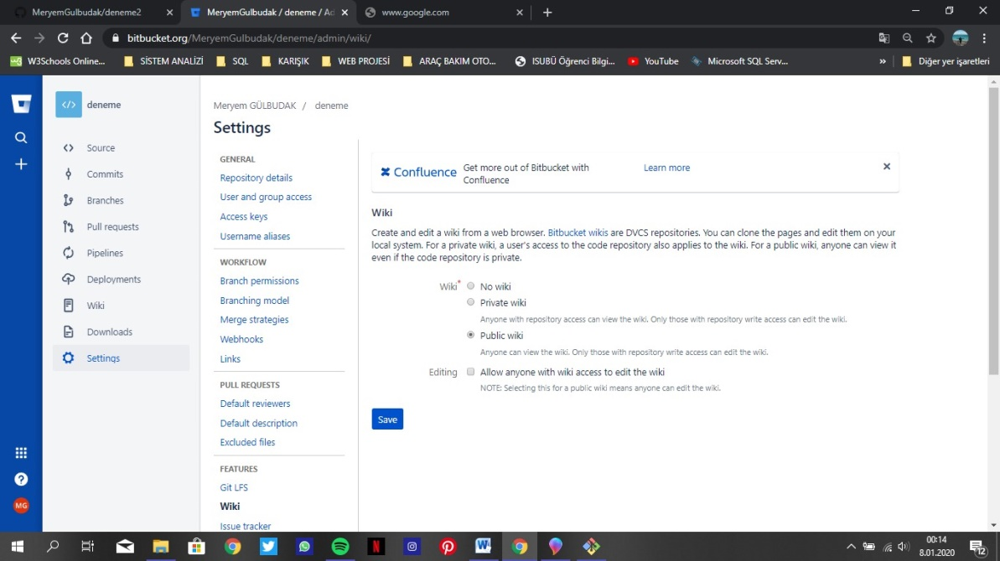 MeryemGulbudak/deneme2
MeryemGulbudak / deneme / Ad
www.google.com
bitbucket.org/MeryemGulbudak/deneme/admin/wiki/
W3Schools Online...
SİSTEM ANALİZİ
SQL
KARIŞIK
WEB PROJESİ
ARAÇ BAKIM OTO...
ISUBÜ Öğrenci Bilgi...
YouTube
Microsoft SQL Serv...
»
Diğer yer işaretleri
deneme
Source
Commits
Branches
Pull requests
Pipelines
Deployments
Wiki
Downloads
Settings
MG
Meryem GÜLBUDAK / deneme
Settings
GENERAL
Repository details
User and group access
Access keys
Username aliases
WORKFLOW
Branch permissions
Branching model
Merge strategies
Webhooks
Links
PULL REQUESTS
Default reviewers
Default description
Excluded files
FEATURES
Git LFS
Wiki
Issue tracker
Confluence
Get more out of Bitbucket with
Confluence
Learn more
Wiki
Create and edit a wiki from a web browser. Bitbucket wikis are DVCS repositories. You can clone the pages and edit them on your
local system. For a private wiki, a user's access to the code repository also applies to the wiki. For a public wiki, anyone can view it
even if the code repository is private.
Wiki*
No wiki
Private wiki
Anyone with repository access can view the wiki. Only those with repository write access can edit the wiki.
Public wiki
Anyone can view the wiki. Only those with repository write access can edit the wiki.
Editing
Allow anyone with wiki access to edit the wiki
NOTE: Selecting this for a public wiki means anyone can edit the wiki.
Save
00:14
8.01.2020
12